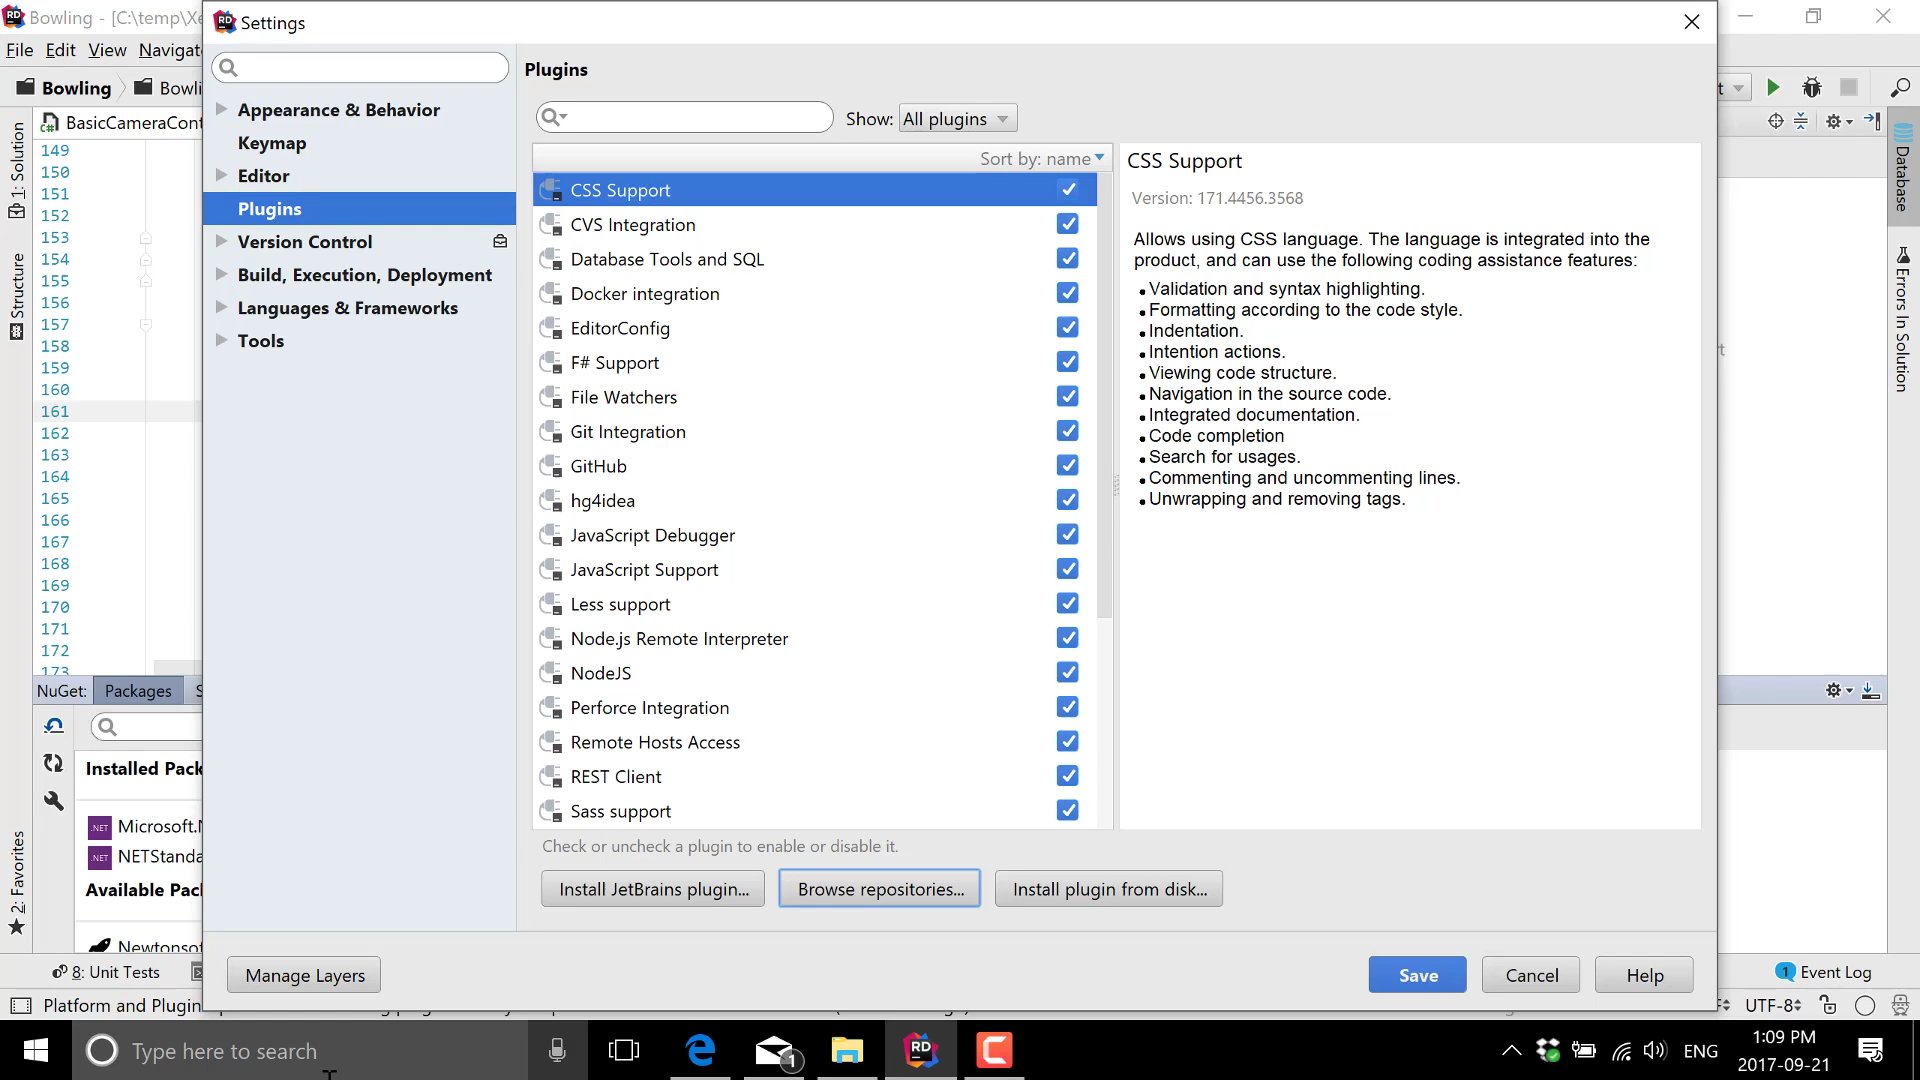 Bowling - [C:\temp\Xe
Settings
File Edit View Navigat
Bowling
Bowli
BasicCameraCont
1: Solution
Structure
2: Favorites
149
150
151
152
153
154
155
156
157
158
159
160
161
162
163
164
165
166
167
168
169
170
171
172
173
NuGet: Packages S
Installed Pack
.NET Microsoft.N
.NET NETStanda
Available Pac
Newtonsof
8: Unit Tests
Platform and Plugin
Appearance & Behavior
Keymap
Editor
Plugins
Version Control
Build, Execution, Deployment
Languages & Frameworks
Tools
Plugins
Show: All plugins
Sort by: name
CSS Support
CVS Integration
Database Tools and SQL
Docker integration
EditorConfig
F# Support
File Watchers
Git Integration
GitHub
hg4idea
JavaScript Debugger
JavaScript Support
Less support
Node.js Remote Interpreter
NodeJS
Perforce Integration
Remote Hosts Access
REST Client
Sass support
Check or uncheck a plugin to enable or disable it.
Install JetBrains plugin... Browse repositories... Install plugin from disk...
CSS Support
Version: 171.4456.3568
Allows using CSS language. The language is integrated into the
product, and can use the following coding assistance features:
Validation and syntax highlighting.
Formatting according to the code style.
Indentation.
Intention actions.
Viewing code structure.
Navigation in the source code.
Integrated documentation.
Code completion
Search for usages.
Commenting and uncommenting lines.
Unwrapping and removing tags.
Manage Layers
Save Cancel Help
Database
Errors In Solution
1 Event Log
UTF-8
Type here to search
1
ENG
1:09 PM
2017-09-21